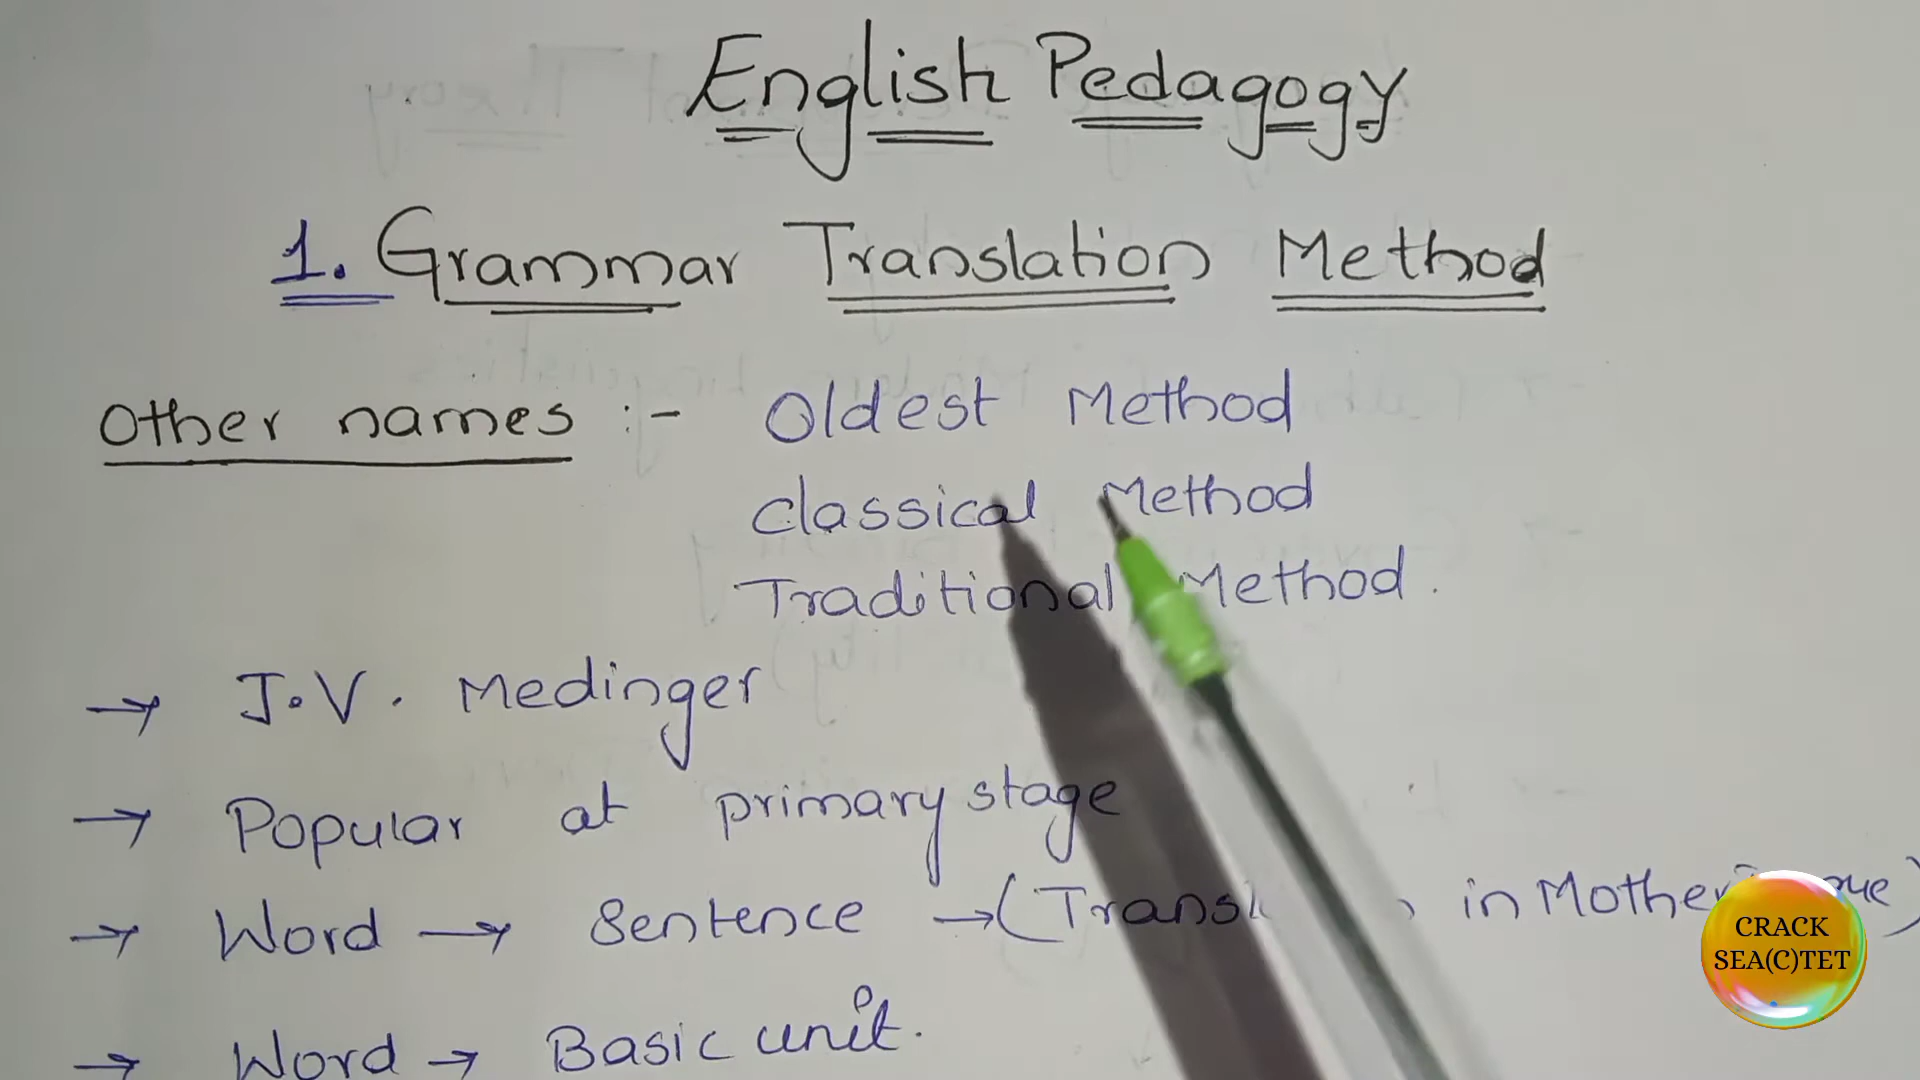 English Pedagogy
1. Grammar Translation Method
Other names :- Oldest Method
Classical Method
Traditional Method.
→ J.V. Medinger
→ Popular at primary stage
→ Word → Sentence → (Trans in Mother
→ Word → Basic unit.
CRACK
SEA(C)TET